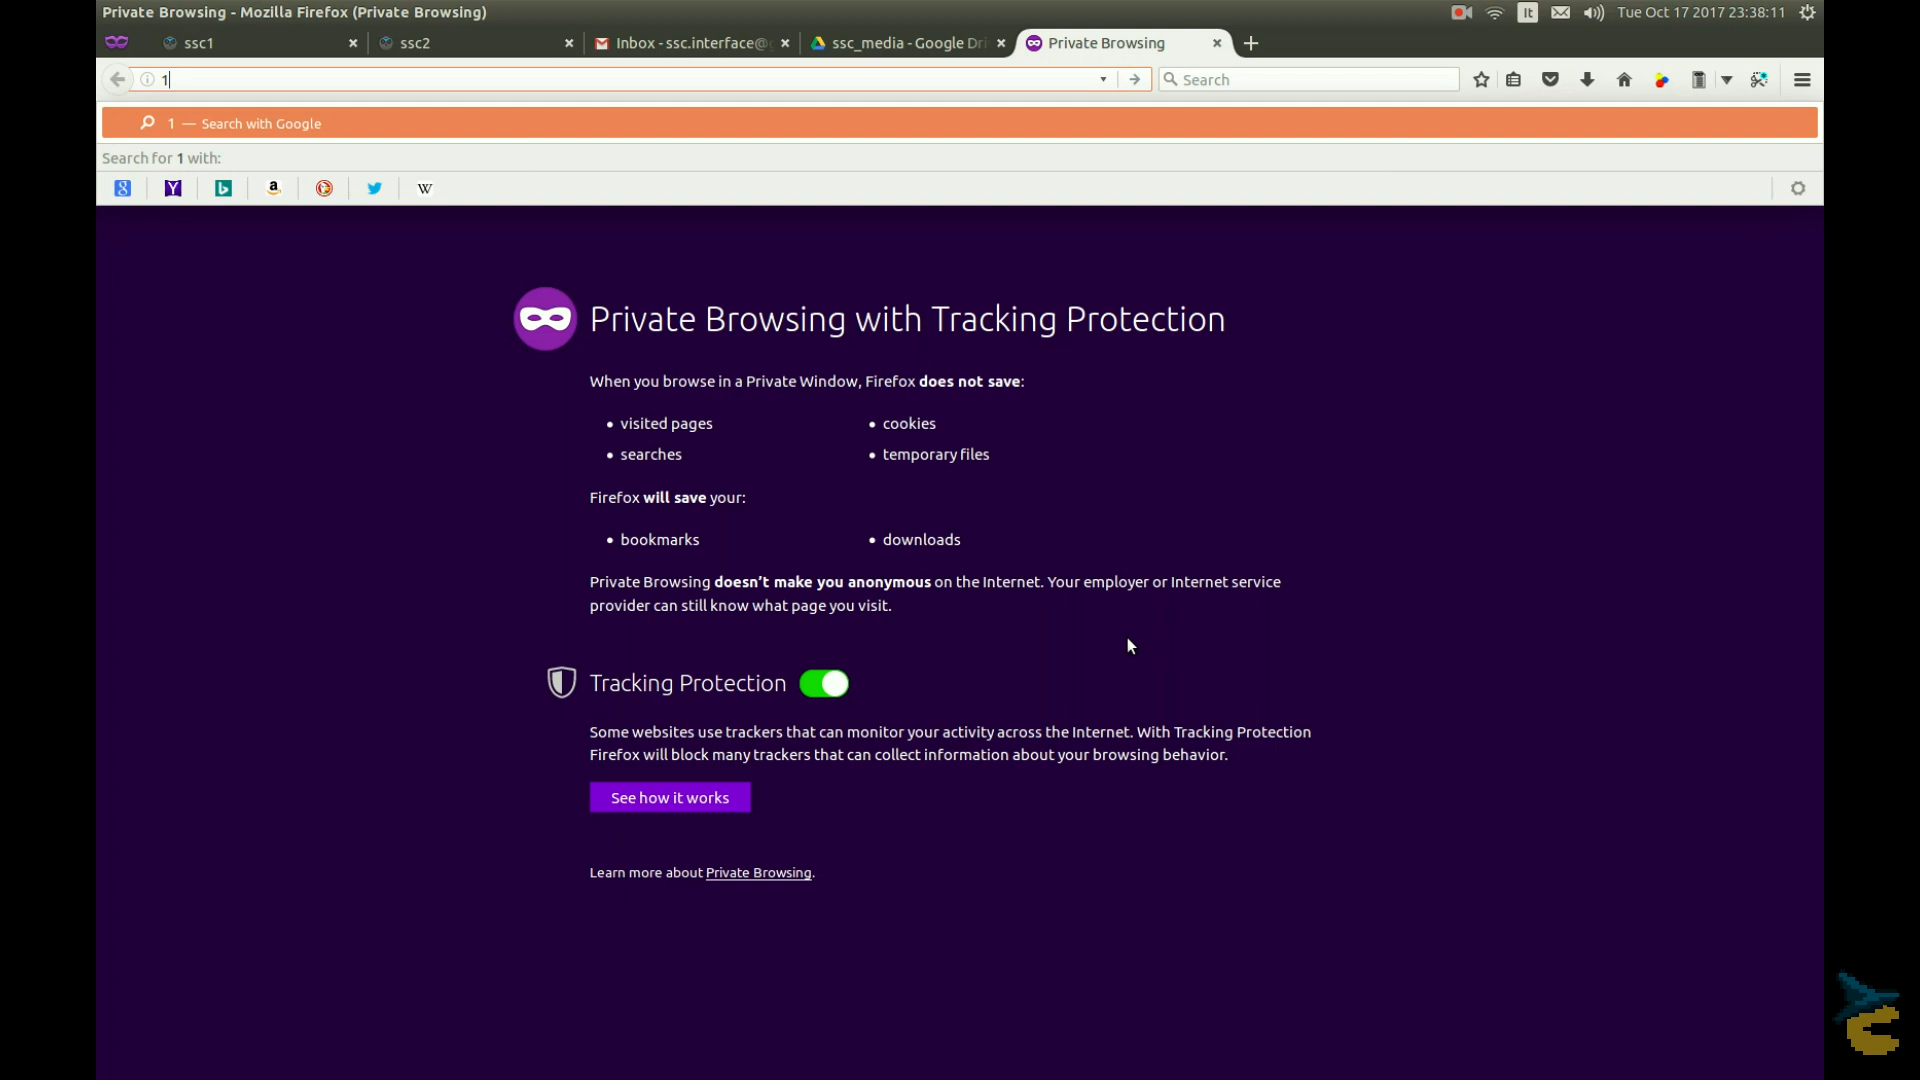 Private Browsing - Mozilla Firefox (Private Browsing)
It
Tue Oct 17 2017 23:38:11
ssc1
ssc2
Inbox - ssc.interface@g
ssc_media - Google Dri
Private Browsing
1
Search
1 — Search with Google
Search for 1 with:
Private Browsing with Tracking Protection
When you browse in a Private Window, Firefox does not save:
• visited pages
• cookies
• searches
• temporary files
Firefox will save your:
• bookmarks
• downloads
Private Browsing doesn’t make you anonymous on the Internet. Your employer or Internet service
provider can still know what page you visit.
Tracking Protection
Some websites use trackers that can monitor your activity across the Internet. With Tracking Protection
Firefox will block many trackers that can collect information about your browsing behavior.
See how it works
Learn more about Private Browsing.